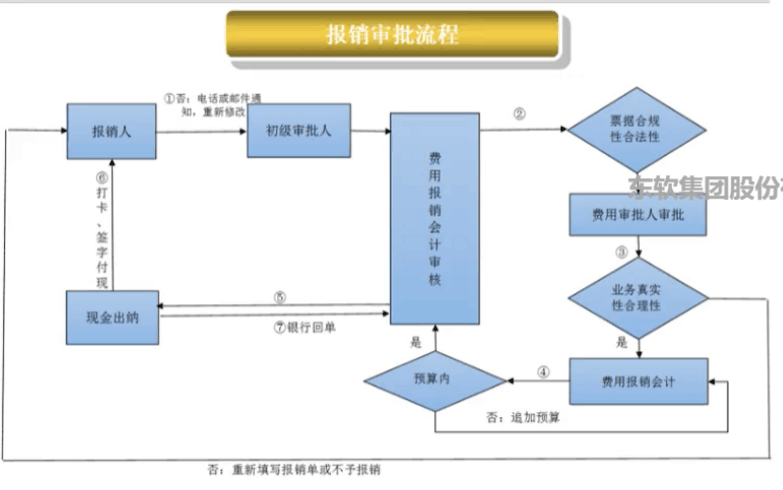 报销审批流程
①否：电话或邮件通
知，重新修改
报销人
初级审批人
费用报销会计审核
②
票据合规
性合法性
东软集团股份
费用审批人审批
③
业务真实
性合理性
⑥打卡、签字付现
⑤
现金出纳
⑦银行回单
是
是
预算内
④
费用报销会计
否：追加预算
否：重新填写报销单或不予报销